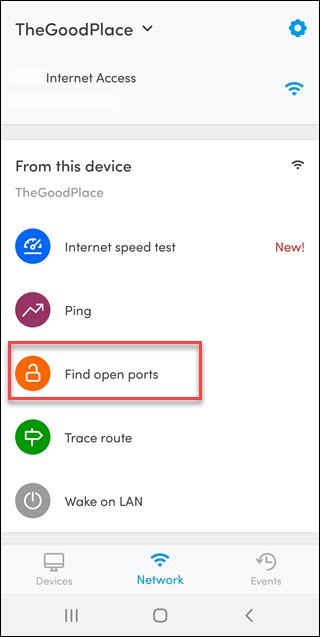 TheGoodPlace
Internet Access
From this device
TheGoodPlace
Internet speed test New!
Ping
Find open ports
Trace route
Wake on LAN
Devices Network Events